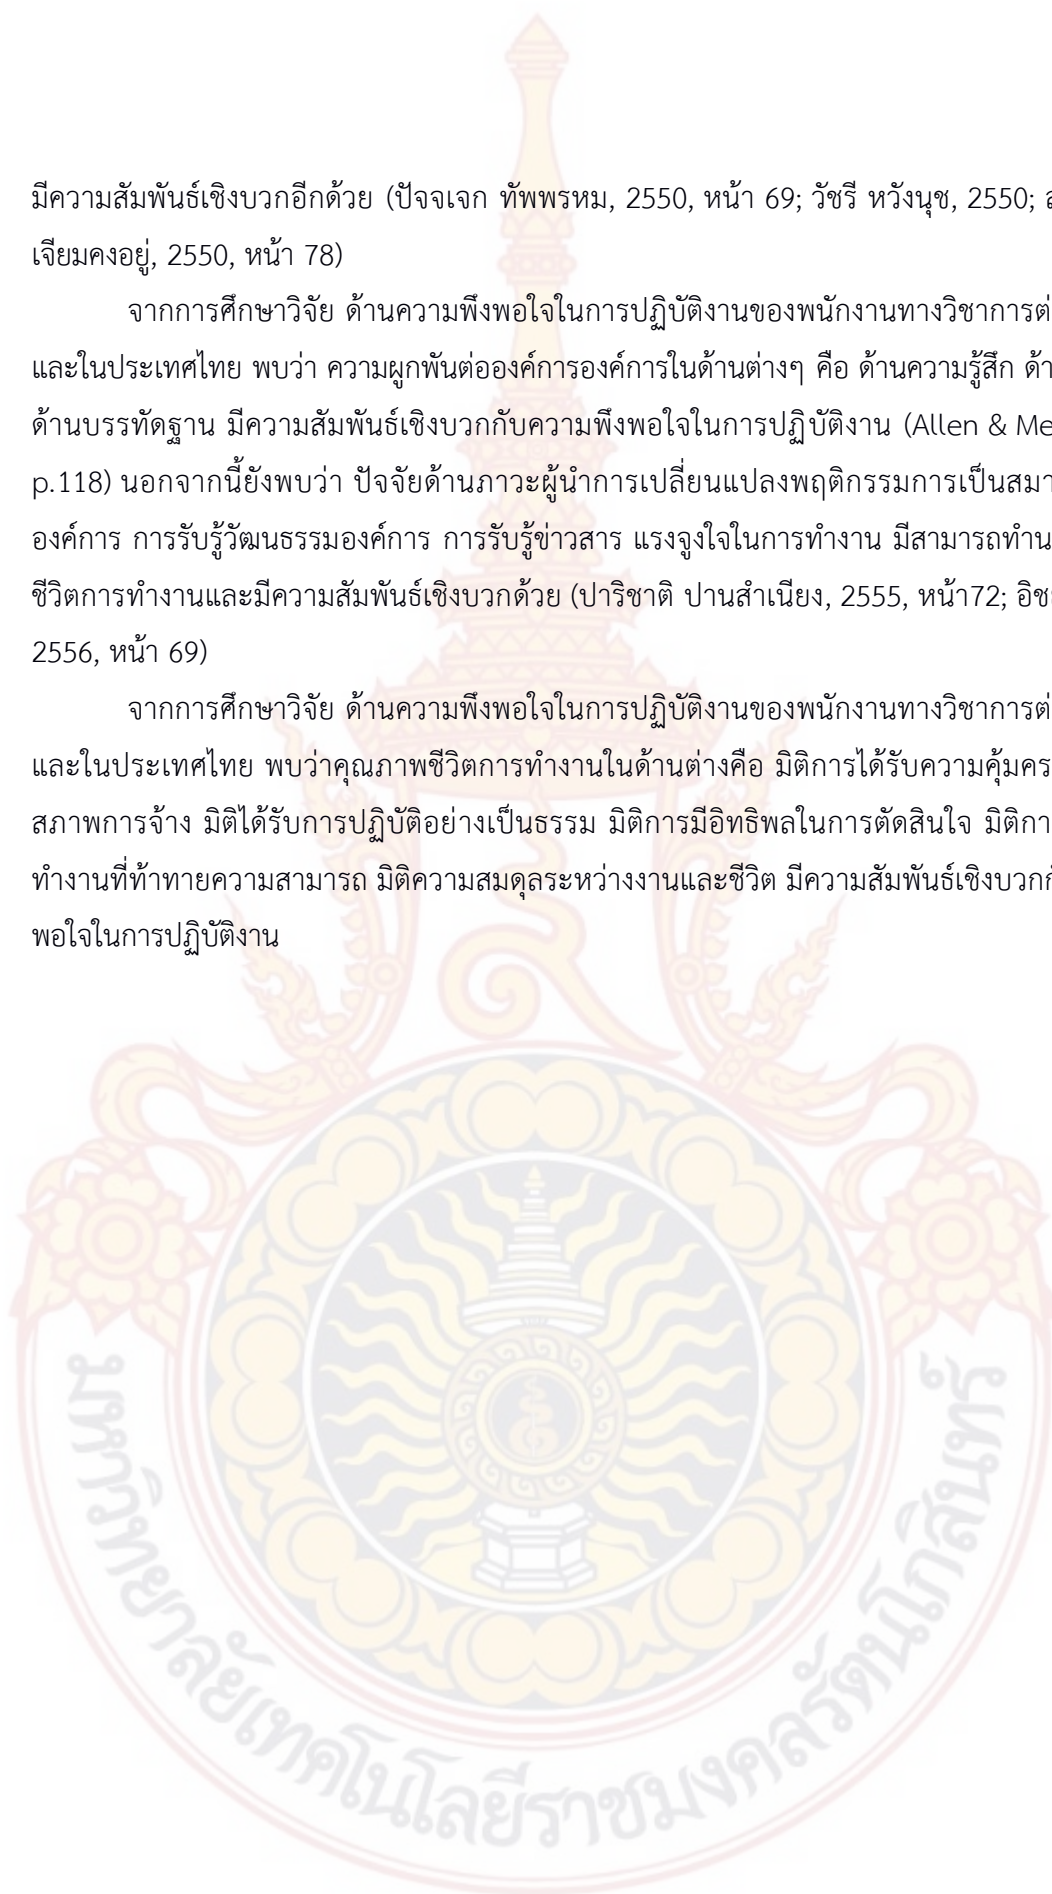 มีความสัมพันธ์เชิงบวกอีกด้วย (ปัจจเจก ทัพพรหม, 2550, หน้า 69; วัชรี หวังนุช, 2550;
เจียมคงอยู่, 2550, หน้า 78)
จากการศึกษาวิจัย ด้านความพึงพอใจในการปฏิบัติงานของพนักงานทางวิชาการต่
และในประเทศไทย พบว่า ความผูกพันต่อองค์การองค์การในด้านต่างๆ คือ ด้านความรู้สึก ด้า
ด้านบรรทัดฐาน มีความสัมพันธ์เชิงบวกกับความพึงพอใจในการปฏิบัติงาน (Allen & Me
p.118) นอกจากนี้ยังพบว่า ปัจจัยด้านภาวะผู้นำการเปลี่ยนแปลงพฤติกรรมการเป็นสมา
องค์การ การรับรู้วัฒนธรรมองค์การ การรับรู้ข่าวสาร แรงจูงใจในการทำงาน มีสามารถทำน
ชีวิตการทำงานและมีความสัมพันธ์เชิงบวกด้วย (ปาริชาติ ปานสำเนียง, 2555, หน้า72; อิช
2556, หน้า 69)
จากการศึกษาวิจัย ด้านความพึงพอใจในการปฏิบัติงานของพนักงานทางวิชาการต่
และในประเทศไทย พบว่าคุณภาพชีวิตการทำงานในด้านต่างคือ มิติการได้รับความคุ้มคร
สภาพการจ้าง มิติได้รับการปฏิบัติอย่างเป็นธรรม มิติการมีอิทธิพลในการตัดสินใจ มิติกา
ทำงานที่ท้าทายความสามารถ มิติความสมดุลระหว่างงานและชีวิต มีความสัมพันธ์เชิงบวกก
พอใจในการปฏิบัติงาน
มหาวิทยาลัยเทคโนโลยีราชมงคลรัตนโกสินทร์